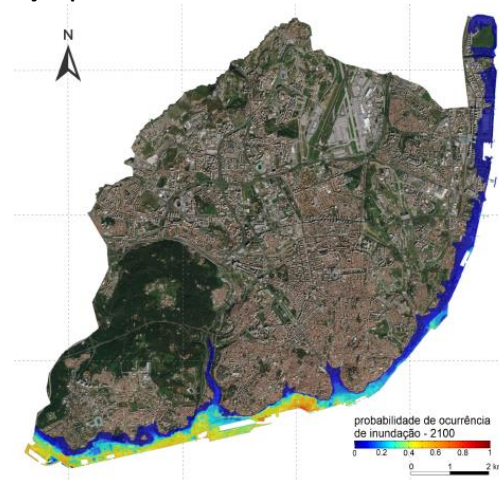 N
probabilidade de ocorrência
de inundação - 2100
0 0.2 0.4 0.6 0.8 1
0 1 2 km